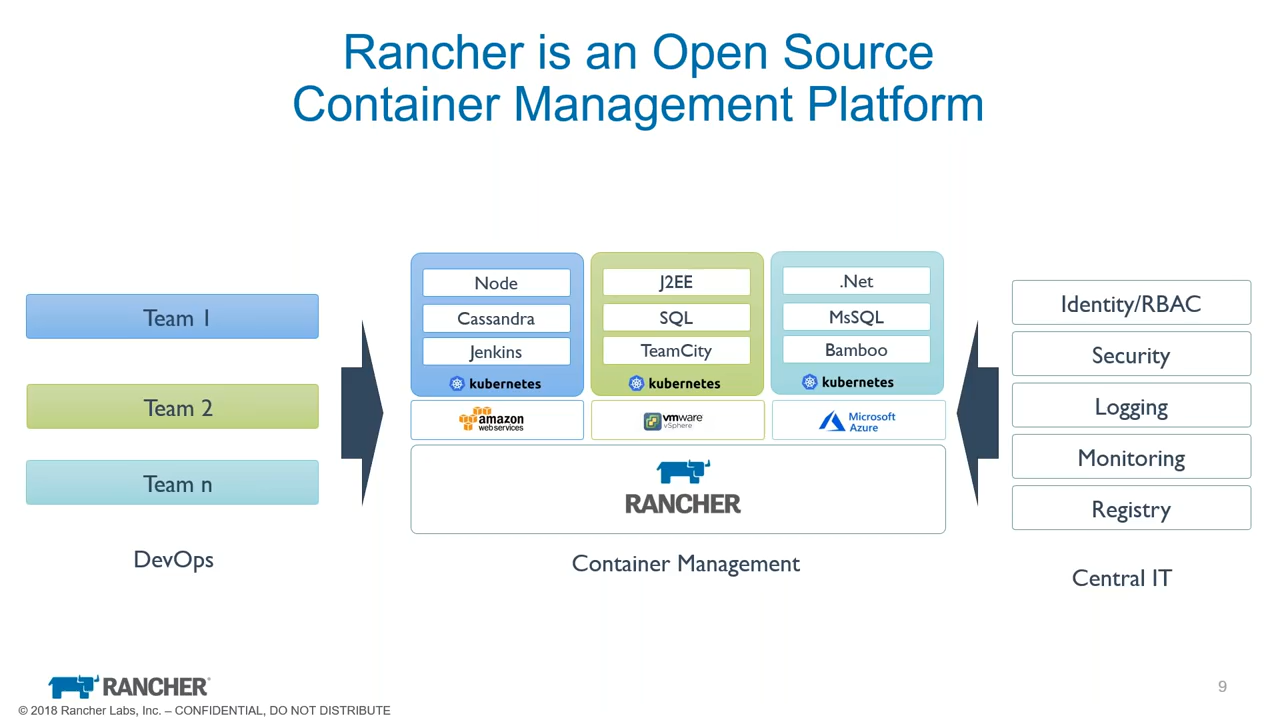 Rancher is an Open Source
Container Management Platform
Team 1
Team 2
Team n
DevOps
Node
Cassandra
Jenkins
kubernetes
amazon
web services
J2EE
SQL
TeamCity
kubernetes
vmware
vSphere
.Net
MsSQL
Bamboo
kubernetes
Microsoft
Azure
RANCHER
Container Management
Identity/RBAC
Security
Logging
Monitoring
Registry
Central IT
RANCHER®
© 2018 Rancher Labs, Inc. – CONFIDENTIAL, DO NOT DISTRIBUTE
9